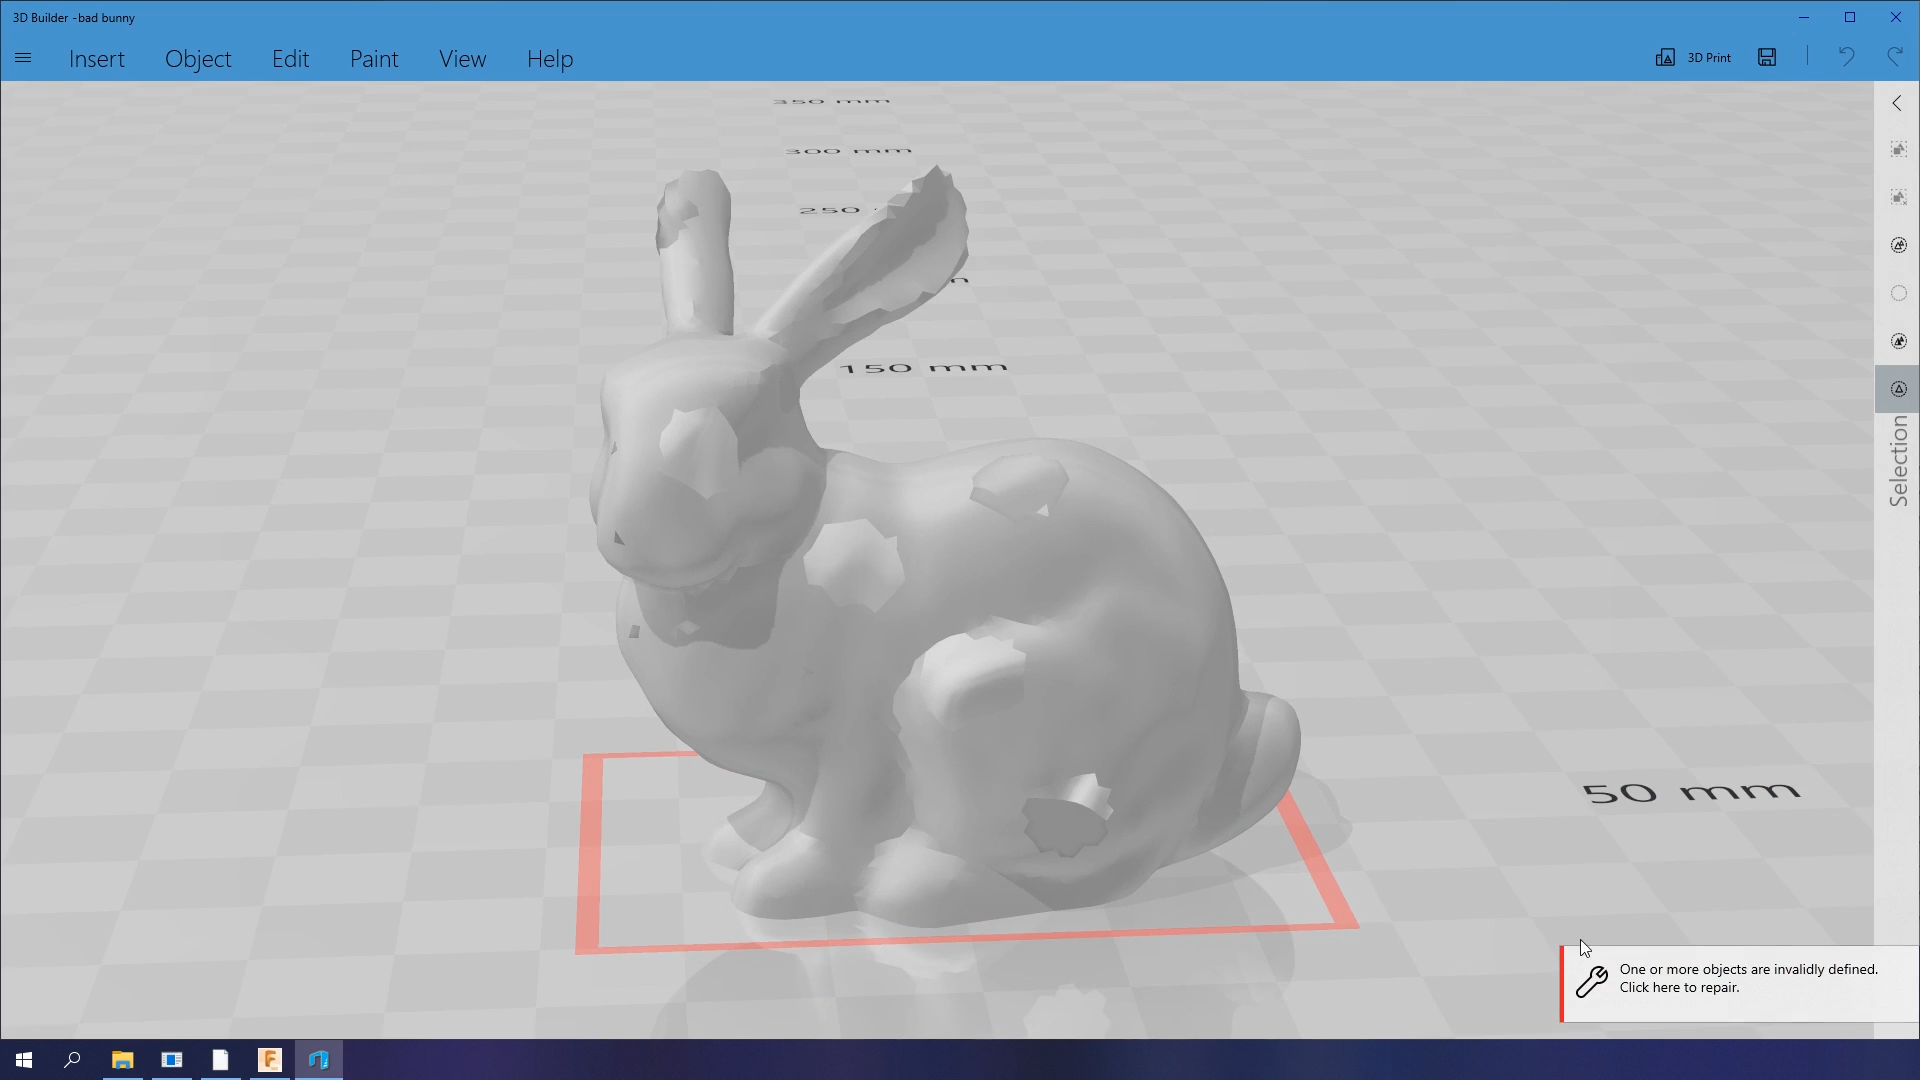 3D Builder -bad bunny
Insert
Object
Edit
Paint
View
Help
3D Print
350 mm
300 mm
250
150 mm
50 mm
Selection
One or more objects are invalidly defined.
Click here to repair.